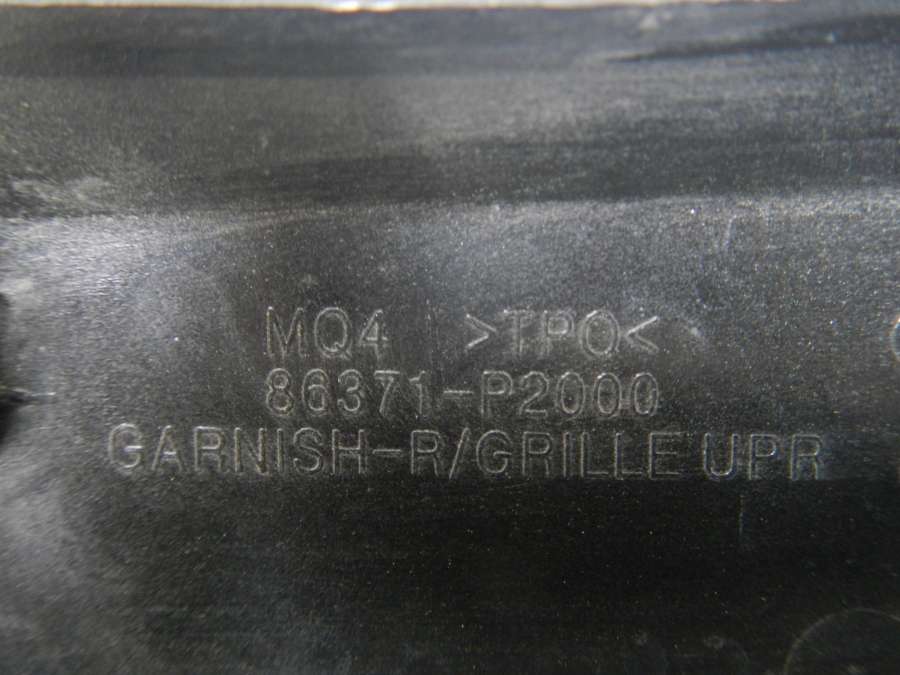 MQ4 >TPO<
86371-P2000
GARNISH-R/GRILLE UPR